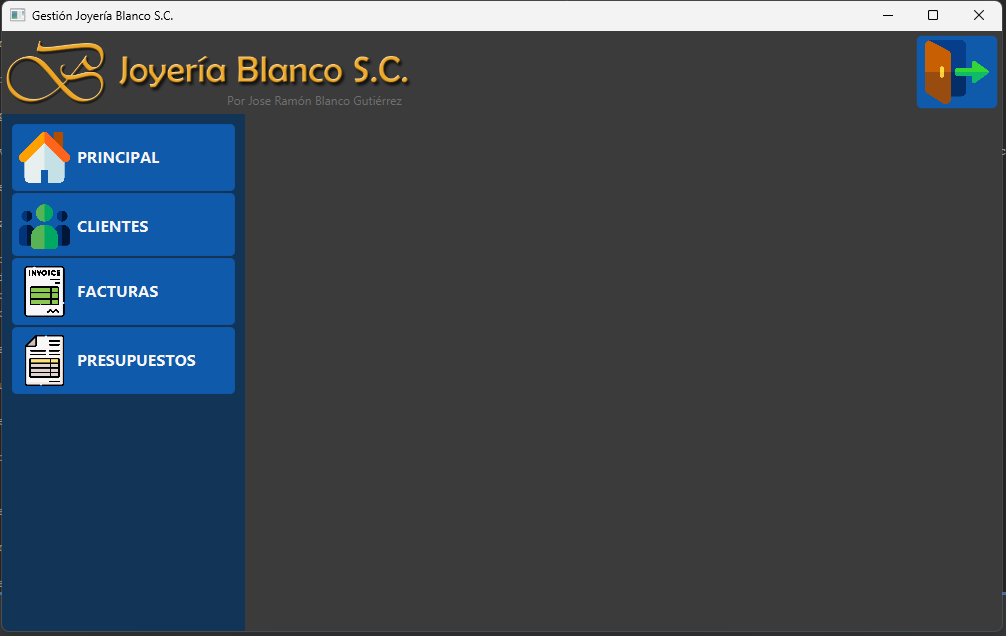 Gestión Joyería Blanco S.C.
Joyería Blanco S.C.
Por Jose Ramón Blanco Gutiérrez
PRINCIPAL
CLIENTES
INVOICE
FACTURAS
PRESUPUESTOS